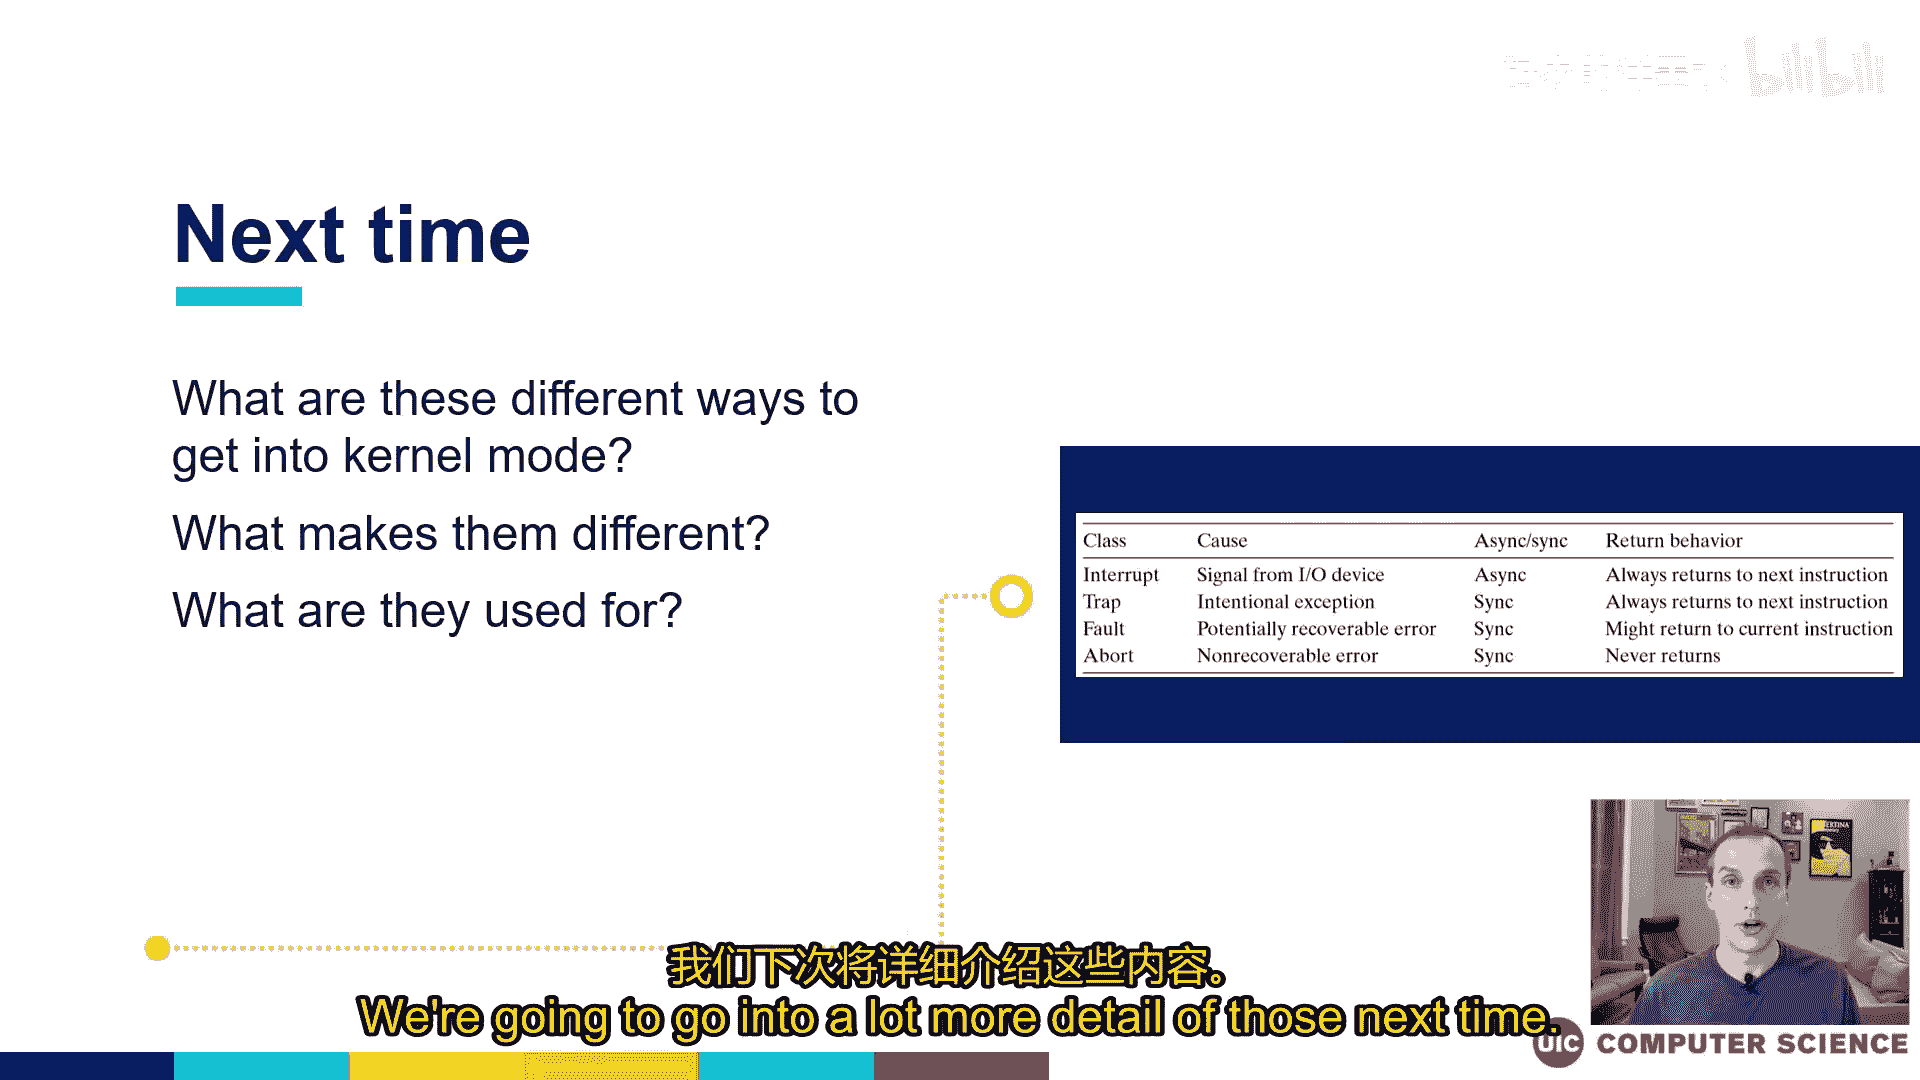 bilibili
Next time
What are these different ways to
get into kernel mode?
What makes them different?
What are they used for?
Class Cause Async/sync Return behavior
Interrupt Signal from I/O device Async Always returns to next instruction
Trap Intentional exception Sync Always returns to next instruction
Fault Potentially recoverable error Sync Might return to current instruction
Abort Nonrecoverable error Sync Never returns
我们下次将详细介绍这些内容。
We're going to go into a lot more detail of those next time.
UIC COMPUTER SCIENCE